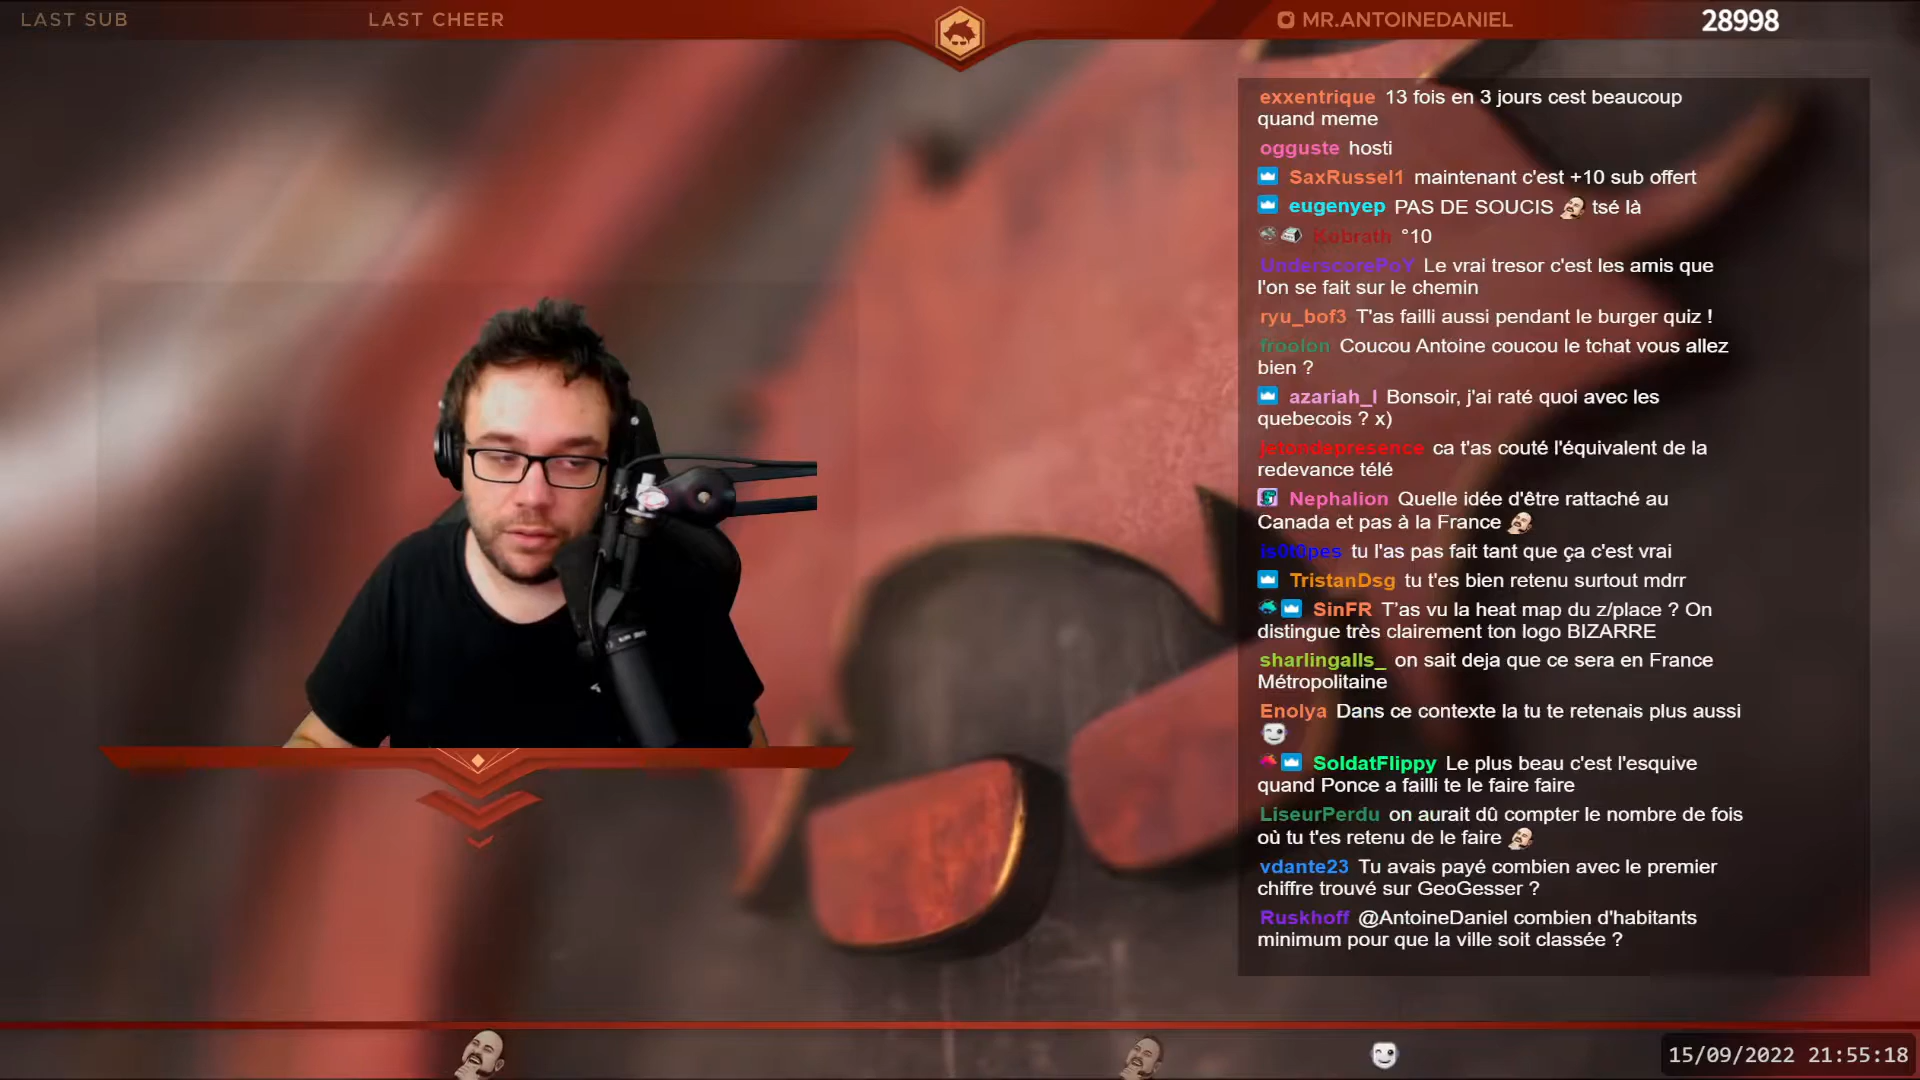 LAST SUB
LAST CHEER
MR.ANTOINEDANIEL
28998
exxentrique 13 fois en 3 jours cest beaucoup
quand meme
ogguste hosti
SaxRussel1 maintenant c'est +10 sub offert
eugenyep PAS DE SOUCIS tsé là
Kobrath °10
UnderscorePoY Le vrai tresor c'est les amis que
l'on se fait sur le chemin
ryu_bof3 T'as failli aussi pendant le burger quiz !
froolon Coucou Antoine coucou le tchat vous allez
bien ?
azariah_l Bonsoir, j'ai raté quoi avec les
quebecois ? x)
jetondepresence ca t'as couté l'équivalent de la
redevance télé
Nephalion Quelle idée d'être rattaché au
Canada et pas à la France
is0t0pes tu l'as pas fait tant que ça c'est vrai
TristanDsg tu t'es bien retenu surtout mdrr
SinFR T'as vu la heat map du z/place ? On
distingue très clairement ton logo BIZARRE
sharlingalls_ on sait deja que ce sera en France
Métropolitaine
Enolya Dans ce contexte la tu te retenais plus aussi
SoldatFlippy Le plus beau c'est l'esquive
quand Ponce a failli te le faire faire
LiseurPerdu on aurait dû compter le nombre de fois
où tu t'es retenu de le faire
vdante23 Tu avais payé combien avec le premier
chiffre trouvé sur GeoGesser ?
Ruskhoff @AntoineDaniel combien d'habitants
minimum pour que la ville soit classée ?
15/09/2022 21:55:18